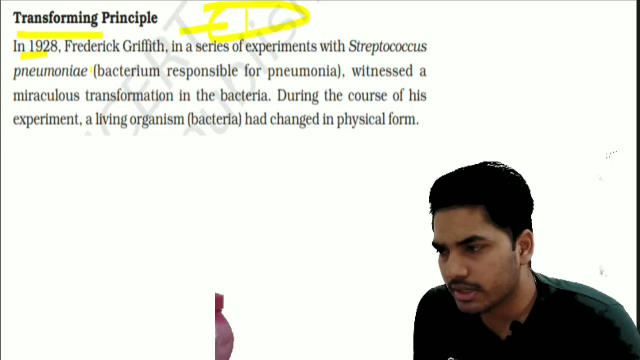 Transforming Principle
In 1928, Frederick Griffith, in a series of experiments with Streptococcus
pneumoniae (bacterium responsible for pneumonia), witnessed a
miraculous transformation in the bacteria. During the course of his
experiment, a living organism (bacteria) had changed in physical form.